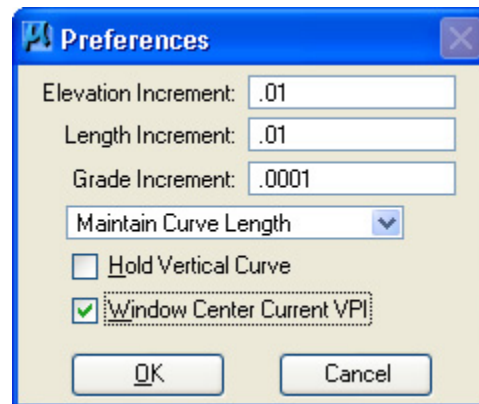 Preferences
Elevation Increment: .01
Length Increment: .01
Grade Increment: .0001
Maintain Curve Length
Hold Vertical Curve
Window Center Current VPI
OK Cancel